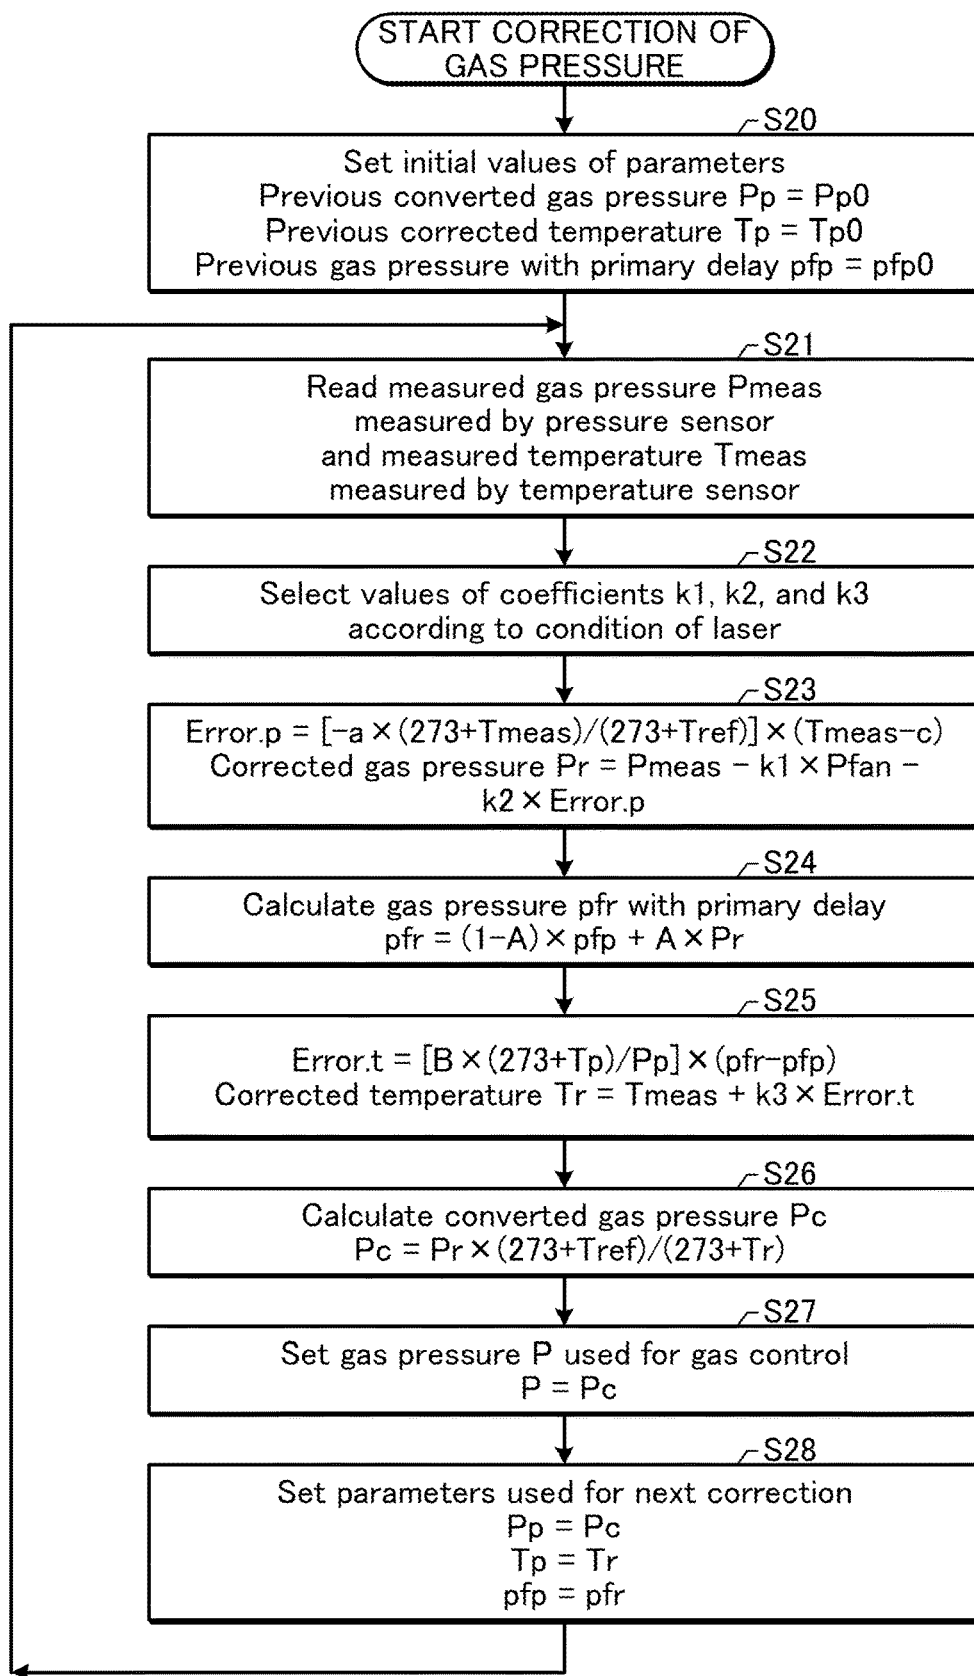 START CORRECTION OF
GAS PRESSURE
S20
Set initial values of parameters
Previous converted gas pressure Pp = Pp0
Previous corrected temperature Tp = Tp0
Previous gas pressure with primary delay pfp = pfp0
S21
Read measured gas pressure Pmeas
measured by pressure sensor
and measured temperature Tmeas
measured by temperature sensor
S22
Select values of coefficients k1, k2, and k3
according to condition of laser
S23
Error.p = [-a×(273+Tmeas)/(273+Tref)]×(Tmeas-c)
Corrected gas pressure Pr = Pmeas - k1×Pfan -
k2×Error.p
S24
Calculate gas pressure pfr with primary delay
pfr = (1-A)×pfp + A×Pr
S25
Error.t = [B×(273+Tp)/Pp]×(pfr-pfp)
Corrected temperature Tr = Tmeas + k3×Error.t
S26
Calculate converted gas pressure Pc
Pc = Pr×(273+Tref)/(273+Tr)
S27
Set gas pressure P used for gas control
P = Pc
S28
Set parameters used for next correction
Pp = Pc
Tp = Tr
pfp = pfr